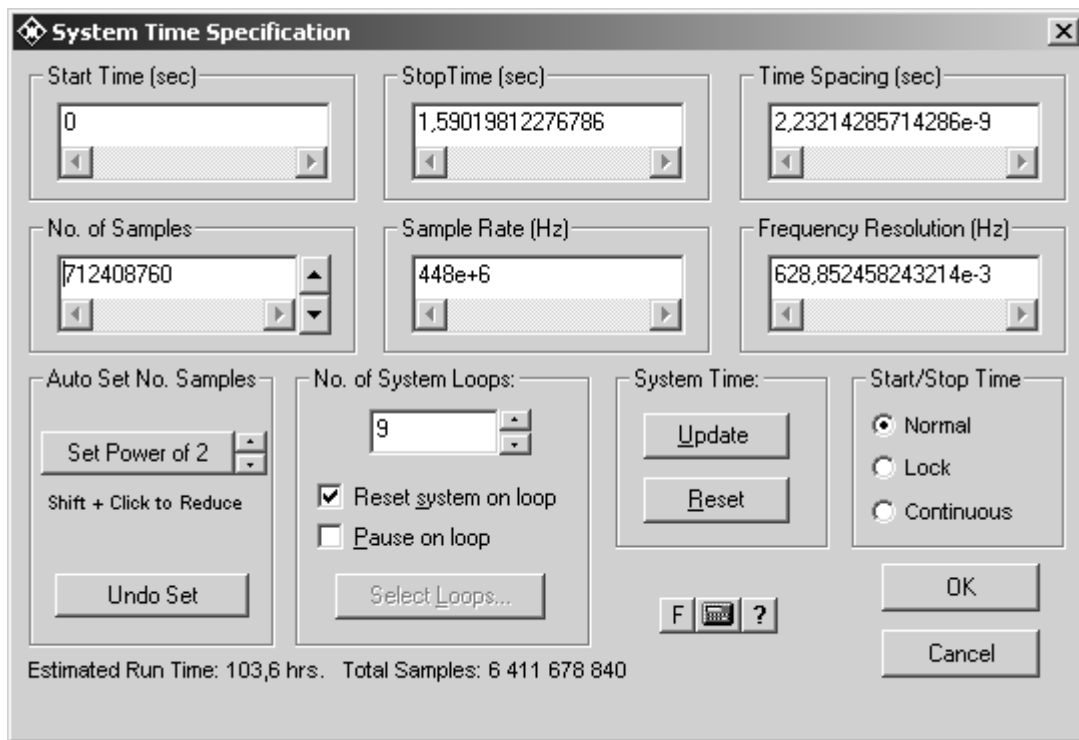 System Time Specification
Start Time (sec)
StopTime (sec)
Time Spacing (sec)
0
1,59019812276786
2,23214285714286e-9
No. of Samples
Sample Rate (Hz)
Frequency Resolution (Hz)
712408760
448e+6
628,852458243214e-3
Auto Set No. Samples
No. of System Loops:
System Time:
Start/Stop Time
Set Power of 2
9
Update
Normal
Shift + Click to Reduce
Reset system on loop
Reset
Lock
Pause on loop
Continuous
Undo Set
Select Loops...
F
?
OK
Cancel
Estimated Run Time: 103,6 hrs. Total Samples: 6 411 678 840